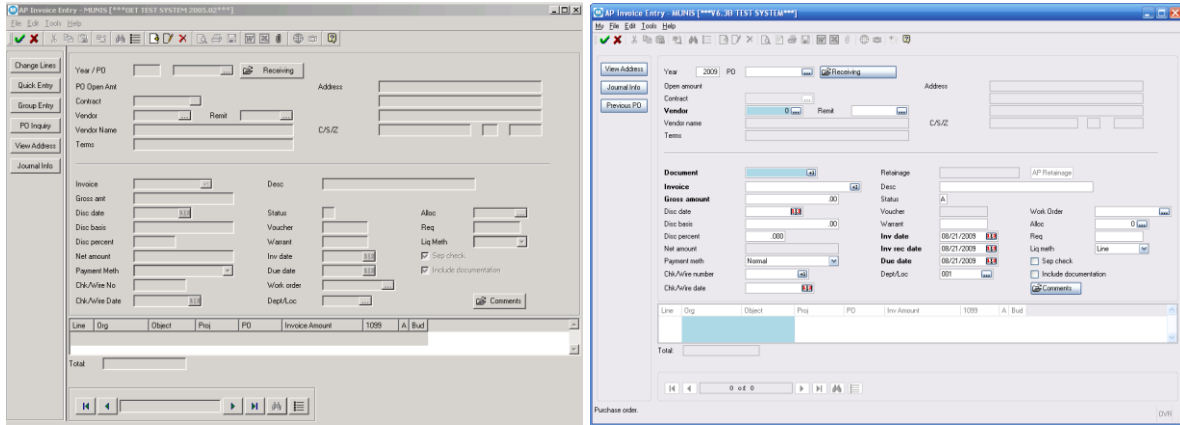 AP Invoice Entry - MUNIS [***QET TEST SYSTEM 2005.02***]
File Edit Tools Help
Change Lines
Quick Entry
Group Entry
PO Inquiry
View Address
Journal Info
Year / PO Receiving
PO Open Amt Address
Contract
Vendor Remit
Vendor Name C/S/Z
Terms
Invoice Desc
Gross amt
Disc date Status Alloc
Disc basis Voucher Req
Disc percent Warrant Liq Meth
Net amount Inv date Sep check
Payment Meth Due date Include documentation
Chk/Wire No Work order
Chk/Wire Date Dept/Loc Comments
Line Org Object Proj PO Invoice Amount 1099 A Bud
Total:
AP Invoice Entry - MUNIS [***V6.3B TEST SYSTEM***]
My File Edit Tools Help
View Address
Journal Info
Previous PO
Year 2009 PO Receiving
Open amount Address
Contract
Vendor 0 Remit
Vendor name C/S/Z
Terms
Document Retainage AP Retainage
Invoice Desc
Gross amount .00 Status A
Disc date Voucher Work Order
Disc basis .00 Warrant Alloc 0
Disc percent .000 Inv date 08/21/2009 Req
Net amount Inv rec date 08/21/2009 Liq meth Line
Payment meth Normal Due date 08/21/2009 Sep check
Chk/Wire number Dept/Loc 001 Include documentation
Chk/Wire date Comments
Line Org Object Proj PO Inv Amount 1099 A Bud
Total:
0 of 0
Purchase order.
OVR